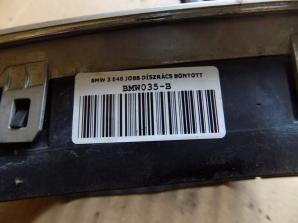 BMW 3 E46 JOBB DÍSZRÁCS BONTOTT
BMW035-B